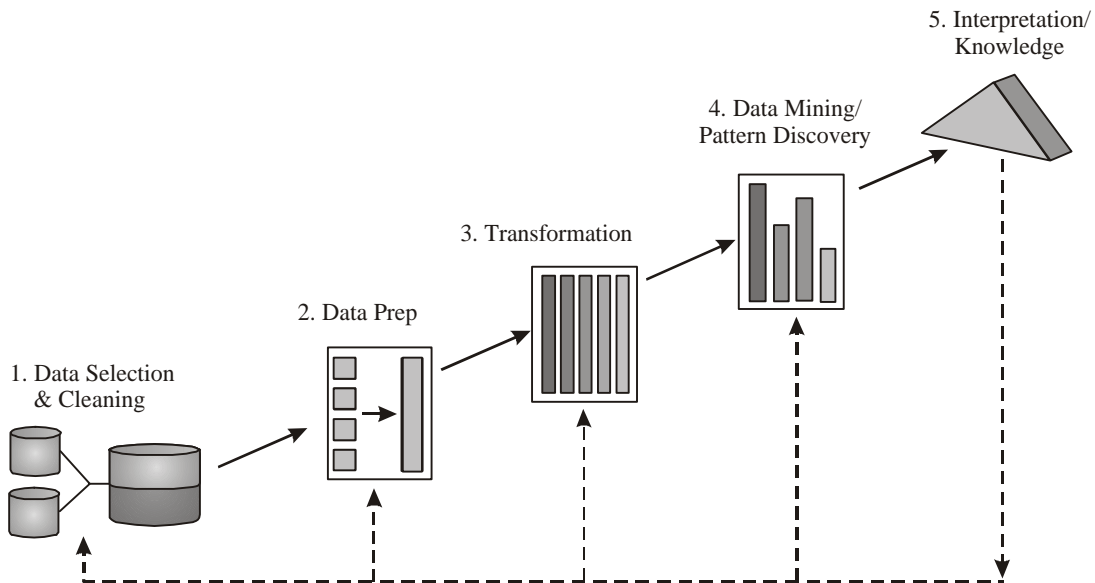 1. Data Selection
& Cleaning
2. Data Prep
3. Transformation
4. Data Mining/
Pattern Discovery
5. Interpretation/
Knowledge